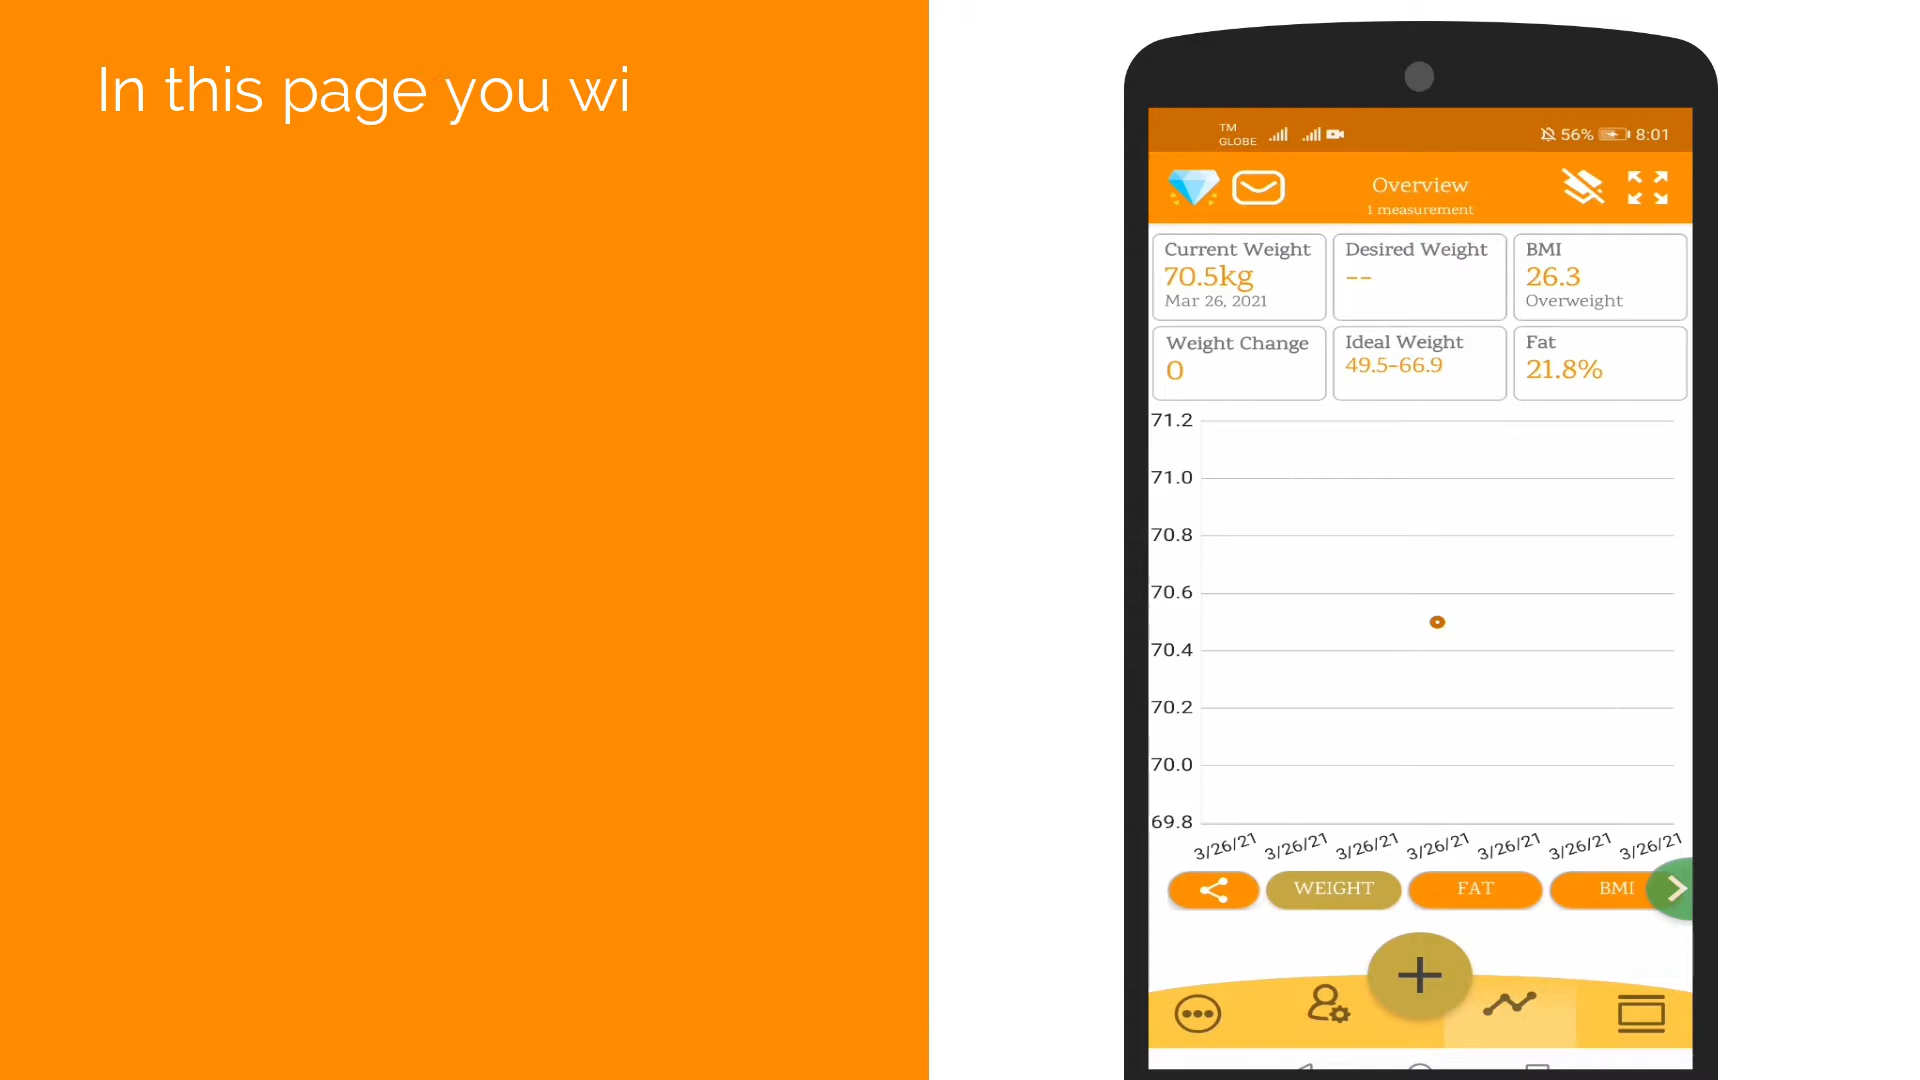 In this page you wi
TM
GLOBE
56% 8:01
Overview
1 measurement
Current Weight
70.5kg
Mar 26, 2021
Desired Weight
--
BMI
26.3
Overweight
Weight Change
0
Ideal Weight
49.5-66.9
Fat
21.8%
71.2
71.0
70.8
70.6
70.4
70.2
70.0
69.8
3/26/21 3/26/21 3/26/21 3/26/21 3/26/21 3/26/21 3/26/21
WEIGHT FAT BMI